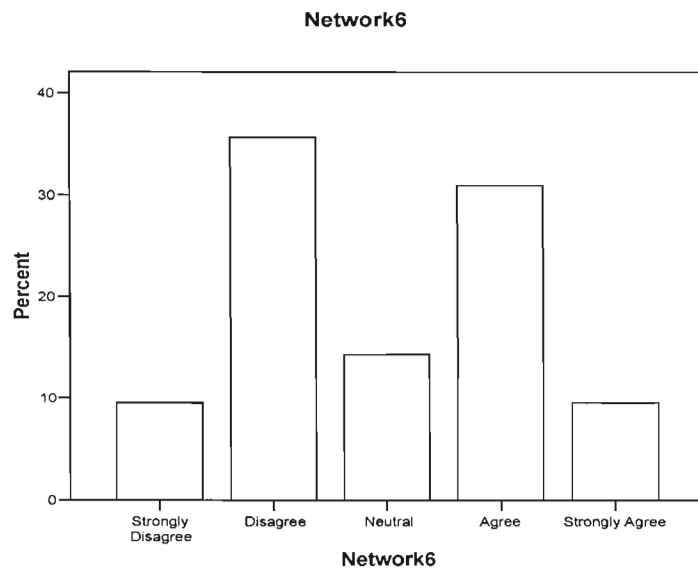 Network6
40
30
20
10
0
Percent
Strongly
Disagree
Disagree
Neutral
Agree
Strongly Agree
Network6